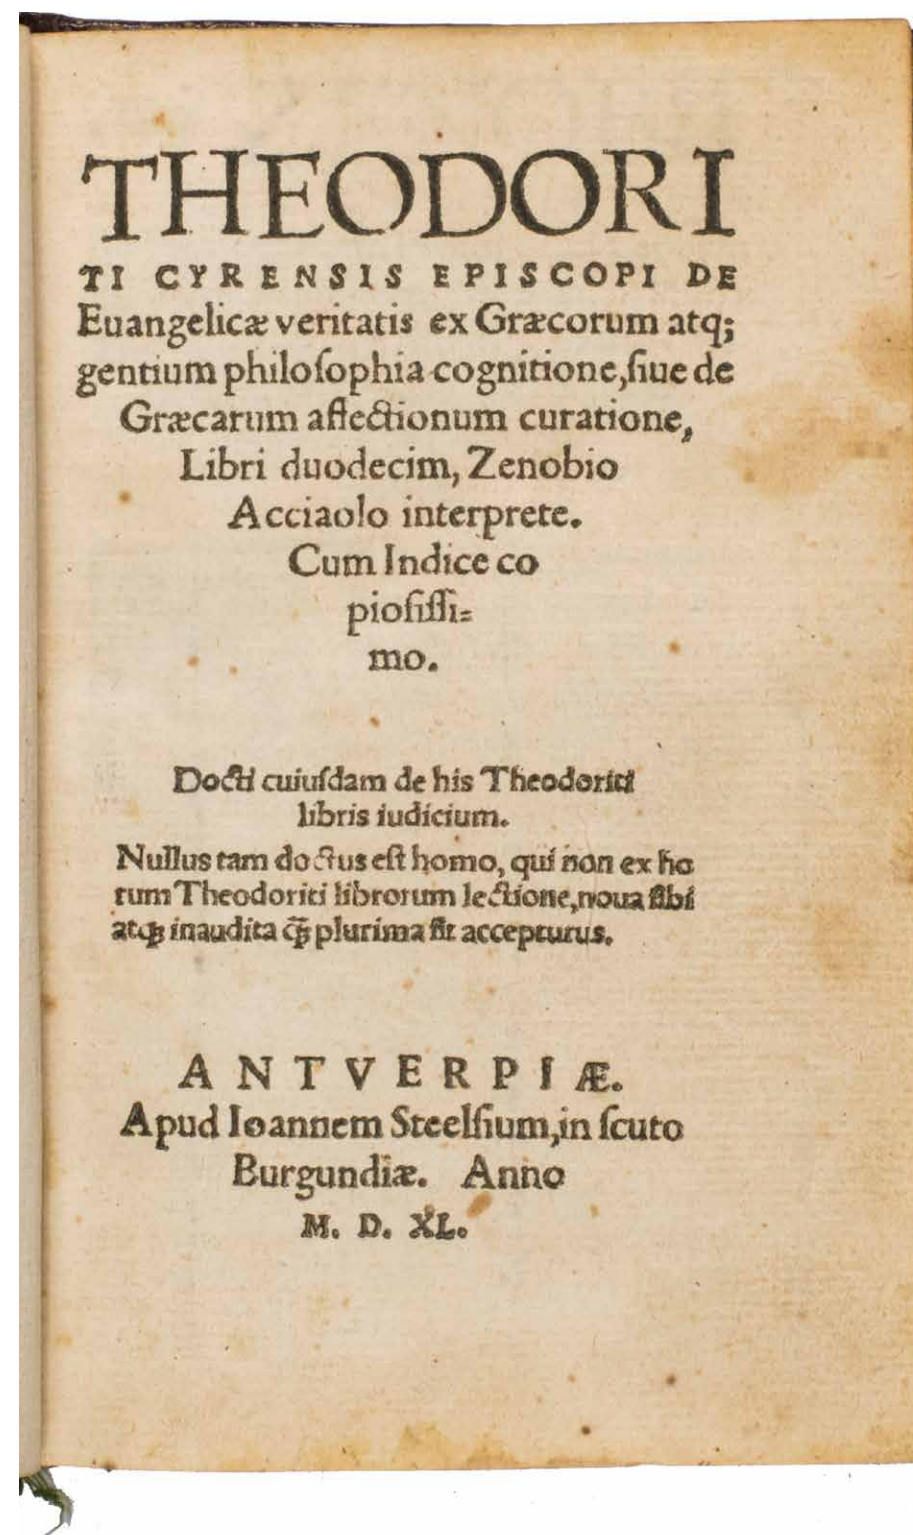 THEODORI
TI CYRENSIS EPISCOPI DE
Euangelicæ veritatis ex Græcorum atq;
gentium philoſophia cognitione, ſiue de
Græcarum affectionum curatione,
Libri duodecim, Zenobio
Acciaolo interprete.
Cum Indice co
pioſiſſi=
mo.
Docti cuiuſdam de his Theodoriti
libris iudicium.
Nullus tam doctus eſt homo, qui non ex ho
rum Theodoriti librorum lectione, noua ſibi
atq̃ inaudita q̃ plurima ſit accepturus.
ANTVERPIÆ.
Apud Ioannem Steelſium, in ſcuto
Burgundiæ. Anno
M. D. XL.